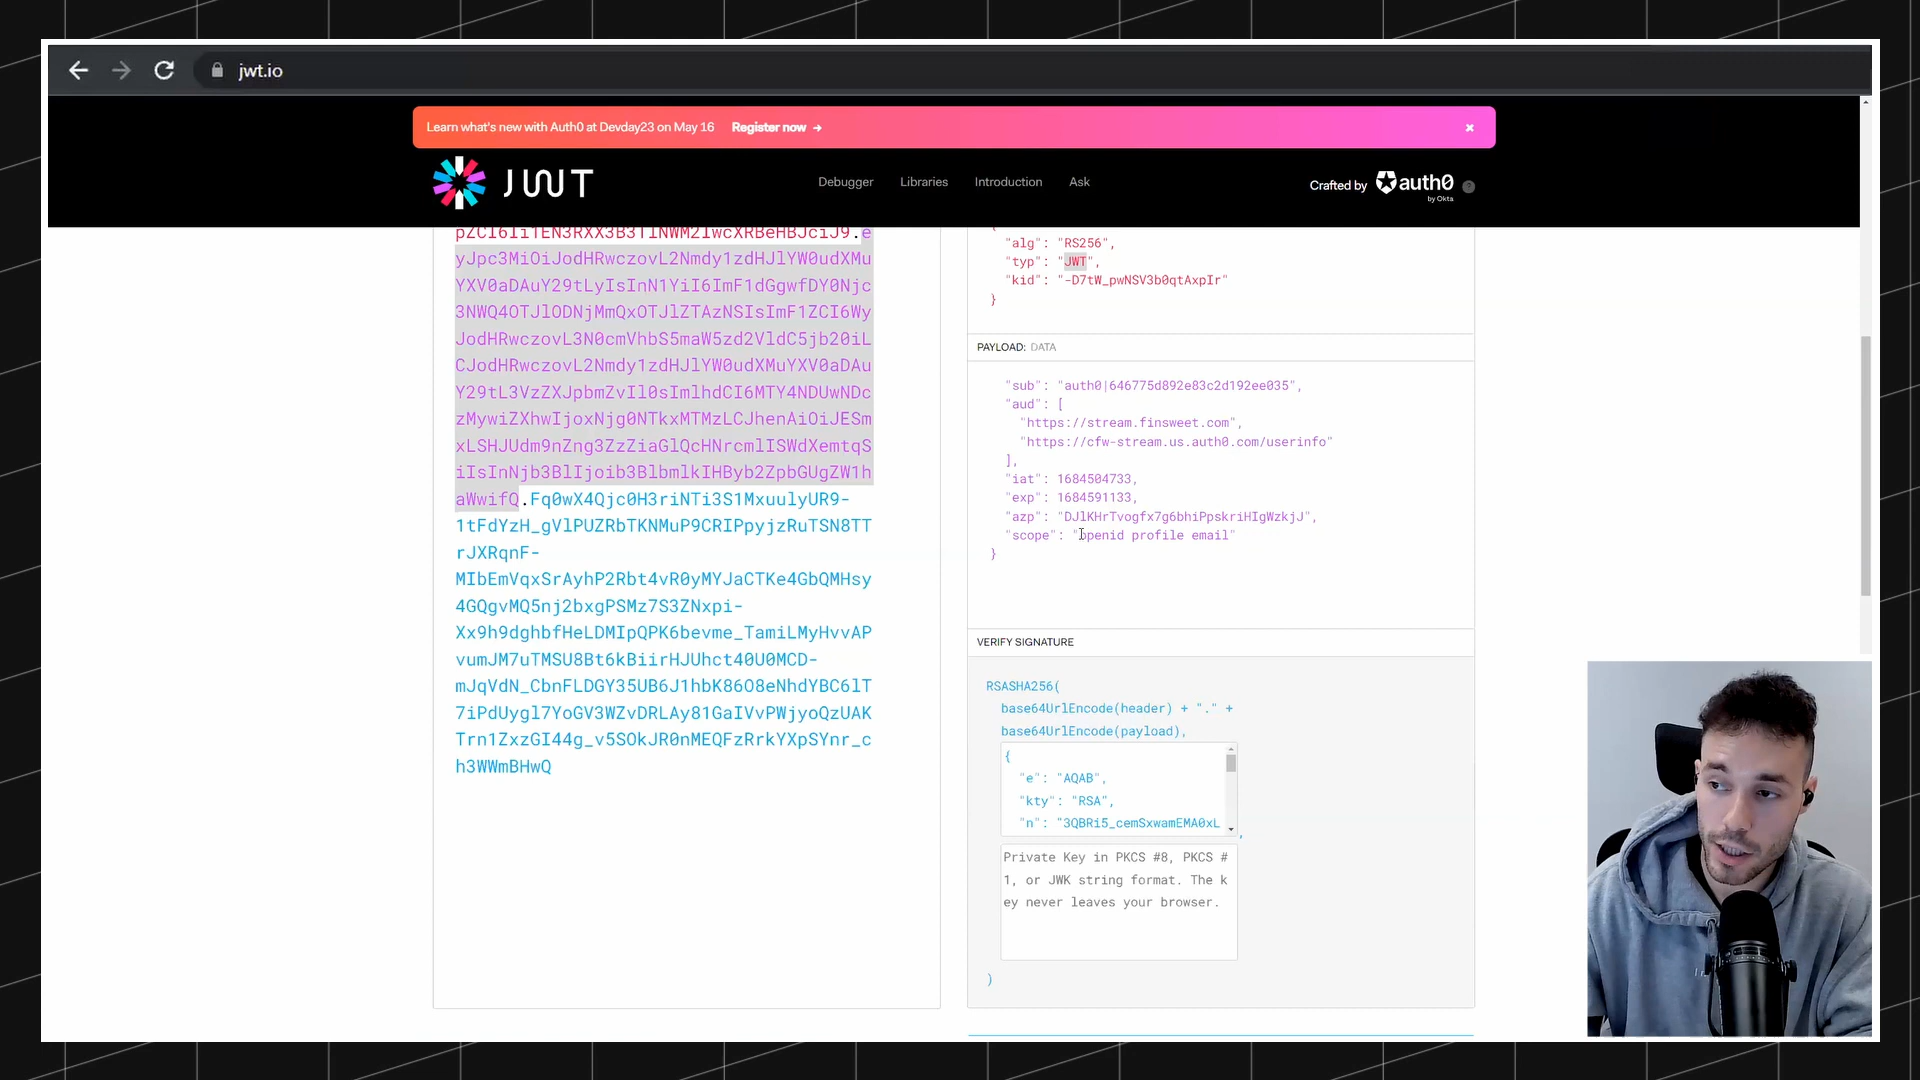 jwt.io
Learn what's new with Auth0 at Devday23 on May 16 Register now →
JWT
Debugger Libraries Introduction Ask
Crafted by auth0
by Okta
pZCI6IiTEN3RXX3B3TlNWM2IwcXRBeHBJciJ9.e
yJpc3MiOiJodHRwczovL2Nmdy1zdHJlYW0udXMu
YXV0aDAuY29tLyIsInN1YiI6ImF1dGgwfDY0Njc
3NWQ4OTJlODNjMmQxOTJlZTAzNSIsImF1ZCI6Wy
JodHRwczovL3N0cmVhbS5maW5zd2VldC5jb20iL
CJodHRwczovL2Nmdy1zdHJlYW0udXMuYXV0aDAu
Y29tL3VzZXJpbmZvIl0sImlhdCI6MTY4NDUwNDc
zMywiZXhwIjoxNjg0NTkxMTMzLCJhenAiOiJESm
xLSHJUdm9nZng3ZzZiaGlQcHNrcmlISWdXemtqS
iIsInNjb3BlIjoib3BlbmlkIHByb2ZpbGUgZW1h
aWwifQ.Fq0wX4Qjc0H3riNTi3S1MxuulyUR9-
1tFdYzH_gVlPUZRbTKNMuP9CRIPpyjzRuTSN8TT
rJXRqnF-
MIbEmVqxSrAyhP2Rbt4vR0yMYJaCTKe4GbQMHsy
4GQgvMQ5nj2bxgPSMz7S3ZNxpi-
Xx9h9dghbfHeLDMIpQPK6bevme_TamiLMyHvvAP
vumJM7uTMSU8Bt6kBiirHJUhct40U0MCD-
mJqVdN_CbnFLDGY35UB6J1hbK86O8eNhdYBC6lT
7iPdUygl7YoGV3WZvDRLAy81GaIVvPWjyoQzUAK
Trn1ZxzGI44g_v5SOkJR0nMEQFzRrkYXpSYnr_c
h3WWmBHwQ
"alg": "RS256",
"typ": "JWT",
"kid": "-D7tW_pwNSV3b0qtAxpIr"
}
PAYLOAD: DATA
"sub": "auth0|646775d892e83c2d192ee035",
"aud": [
"https://stream.finsweet.com",
"https://cfw-stream.us.auth0.com/userinfo"
],
"iat": 1684504733,
"exp": 1684591133,
"azp": "DJlKHrTvogfx7g6bhiPpskriHIgWzkjJ",
"scope": "openid profile email"
}
VERIFY SIGNATURE
RSASHA256(
base64UrlEncode(header) + "." +
base64UrlEncode(payload),
{
"e": "AQAB",
"kty": "RSA",
"n": "3QBRi5_cemSxwamEMA0xL
,
Private Key in PKCS #8, PKCS #
1, or JWK string format. The k
ey never leaves your browser.
)